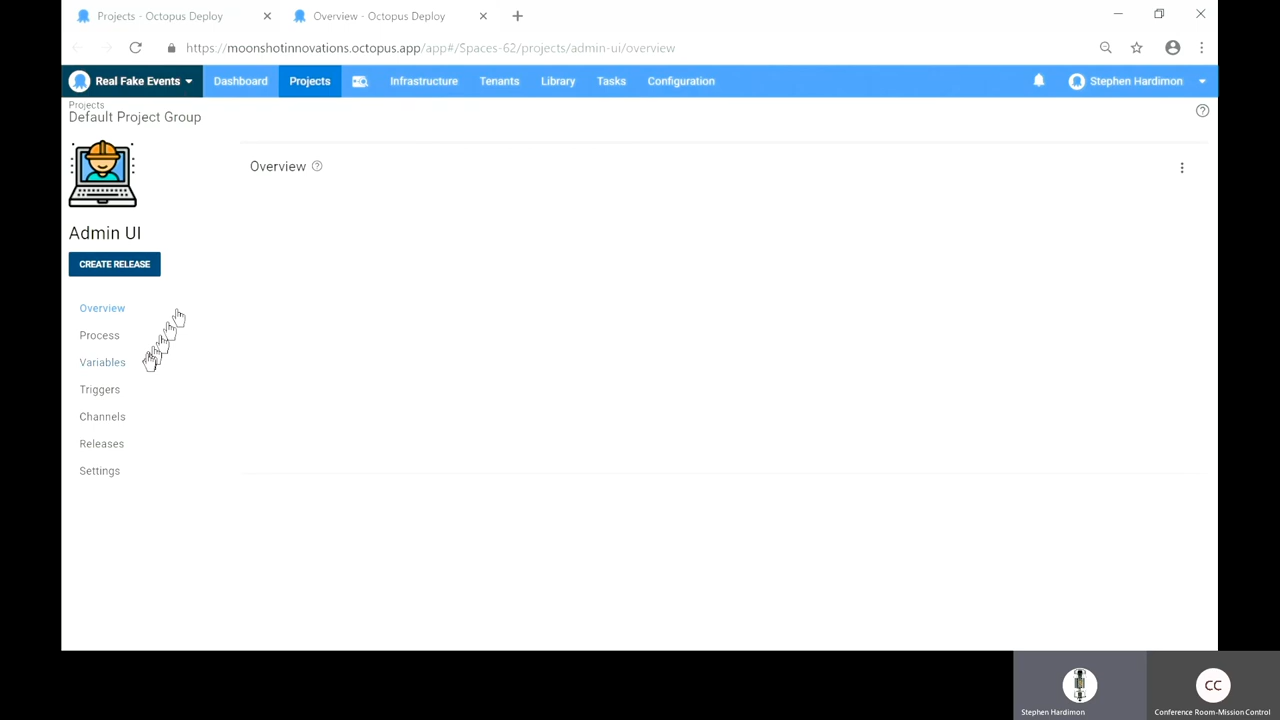 Projects - Octopus Deploy
Overview - Octopus Deploy
https://moonshotinnovations.octopus.app/app#/Spaces-62/projects/admin-ui/overview
Real Fake Events Dashboard Projects Infrastructure Tenants Library Tasks Configuration Stephen Hardimon
Projects
Default Project Group
Overview
Admin UI
CREATE RELEASE
Overview
Process
Variables
Triggers
Channels
Releases
Settings
CC
Stephen Hardimon
Conference Room-Mission Control